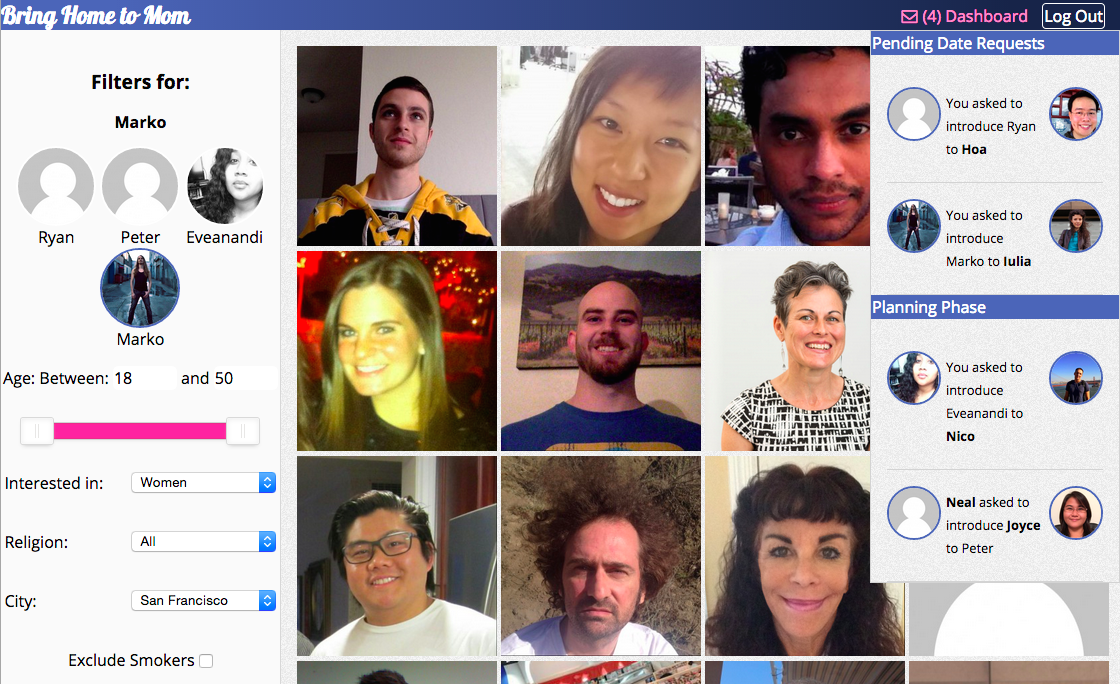 Bring Home to Mom
(4) Dashboard
Log Out
Filters for:
Marko
Ryan
Peter
Eveanandi
Marko
Age: Between: 18 and 50
Interested in: Women
Religion: All
City: San Francisco
Exclude Smokers
Pending Date Requests
You asked to
introduce Ryan
to Hoa
You asked to
introduce
Marko to Iulia
Planning Phase
You asked to
introduce
Eveanandi to
Nico
Neal asked to
introduce Joyce
to Peter